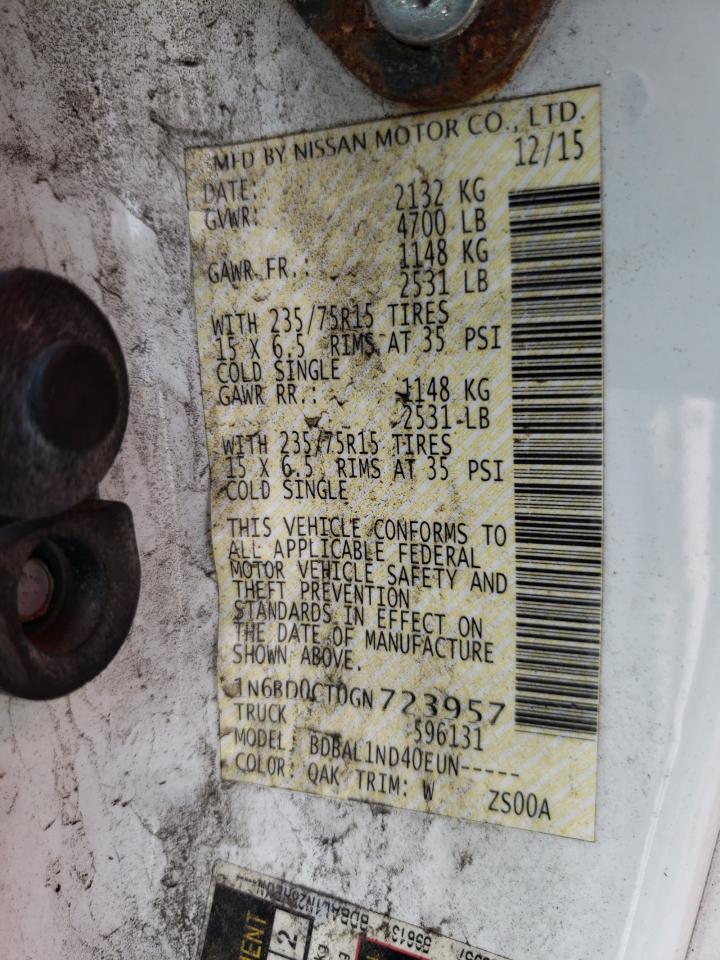 MFD BY NISSAN MOTOR CO., LTD.
DATE: 12/15
GVWR: 2132 KG
4700 LB
GAWR FR.: 1148 KG
2531 LB
WITH 235/75R15 TIRES
15 X 6.5 RIMS AT 35 PSI
COLD SINGLE
GAWR RR.: 1148 KG
2531 LB
WITH 235/75R15 TIRES
15 X 6.5 RIMS AT 35 PSI
COLD SINGLE
THIS VEHICLE CONFORMS TO
ALL APPLICABLE FEDERAL
MOTOR VEHICLE SAFETY AND
THEFT PREVENTION
STANDARDS IN EFFECT ON
THE DATE OF MANUFACTURE
SHOWN ABOVE.
1N6BD0CT0GN723957
TRUCK 596131
MODEL: BDBAL1ND40EUN-----
COLOR: QAK TRIM: W ZS00A
2